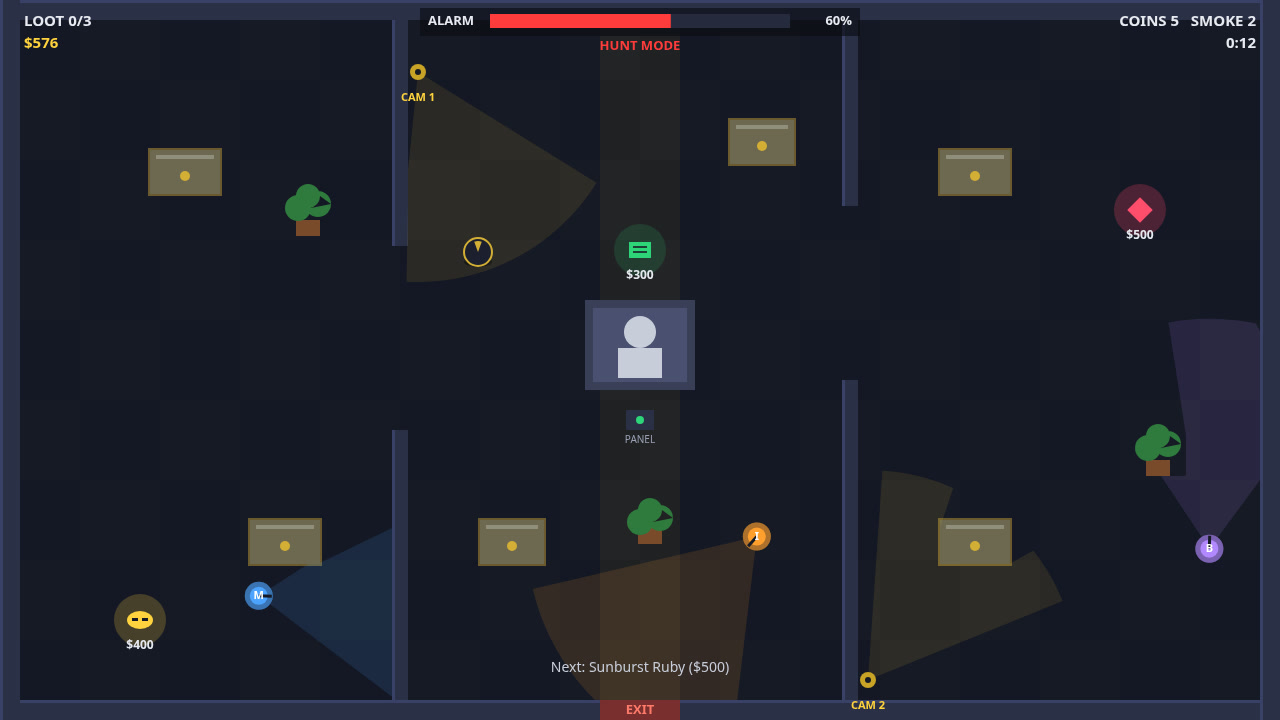 LOOT 0/3
$576
ALARM
60%
HUNT MODE
COINS 5 SMOKE 2
0:12
CAM 1
$500
$300
PANEL
M
I
B
$400
Next: Sunburst Ruby ($500)
EXIT
CAM 2